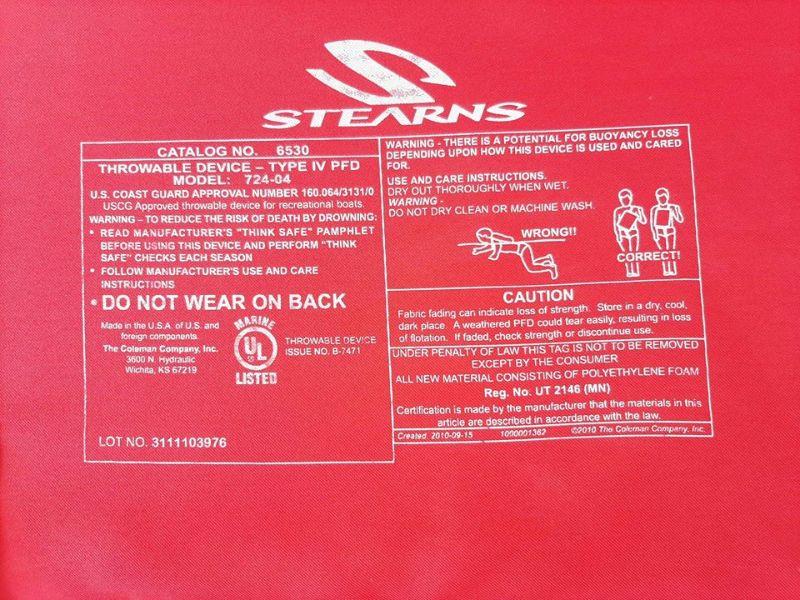 STEARNS
CATALOG NO. 6530
THROWABLE DEVICE – TYPE IV PFD
MODEL: 724-04
U.S. COAST GUARD APPROVAL NUMBER 160.064/3131/0
USCG Approved throwable device for recreational boats.
WARNING – TO REDUCE THE RISK OF DEATH BY DROWNING:
• READ MANUFACTURER'S "THINK SAFE" PAMPHLET
BEFORE USING THIS DEVICE AND PERFORM "THINK
SAFE" CHECKS EACH SEASON
• FOLLOW MANUFACTURER'S USE AND CARE
INSTRUCTIONS
• DO NOT WEAR ON BACK
Made in the U.S.A. of U.S. and
foreign components.
The Coleman Company, Inc.
3600 N. Hydraulic
Wichita, KS 67219
MARINE
UL
LISTED
THROWABLE DEVICE
ISSUE NO. B-7471
LOT NO. 3111103976
WARNING - THERE IS A POTENTIAL FOR BUOYANCY LOSS
DEPENDING UPON HOW THIS DEVICE IS USED AND CARED
FOR.
USE AND CARE INSTRUCTIONS.
DRY OUT THOROUGHLY WHEN WET.
WARNING -
DO NOT DRY CLEAN OR MACHINE WASH.
WRONG!!
CORRECT!
CAUTION
Fabric fading can indicate loss of strength. Store in a dry, cool,
dark place. A weathered PFD could tear easily, resulting in loss
of flotation. If faded, check strength or discontinue use.
UNDER PENALTY OF LAW THIS TAG IS NOT TO BE REMOVED
EXCEPT BY THE CONSUMER
ALL NEW MATERIAL CONSISTING OF POLYETHYLENE FOAM
Reg. No. UT 2146 (MN)
Certification is made by the manufacturer that the materials in this
article are described in accordance with the law.
Created: 2010-09-15 1000001362 ©2010 The Coleman Company, Inc.